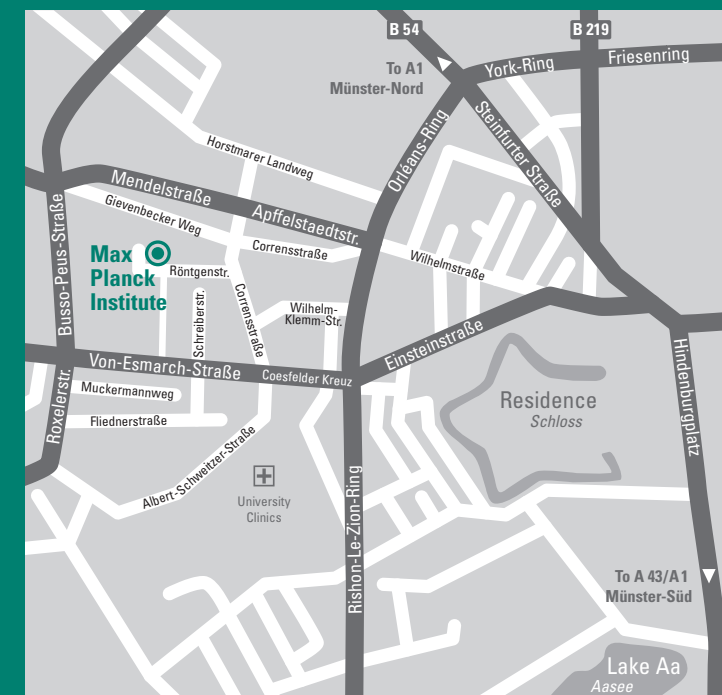 B 54
B 219
To A1
Münster-Nord
York-Ring
Friesenring
Steinfurter Straße
Orléans-Ring
Horstmarer Landweg
Mendelstraße
Apffelstaedtstr.
Gievenbecker Weg
Corrensstraße
Wilhelmstraße
Busso-Peus-Straße
Max
Planck
Institute
Röntgenstr.
Schreiberstr.
Corrensstraße
Wilhelm-
Klemm-Str.
Einsteinstraße
Von-Esmarch-Straße
Coesfelder Kreuz
Roxelerstr.
Muckermannweg
Fliednerstraße
Albert-Schweitzer-Straße
University
Clinics
Rishon-Le-Zion-Ring
Residence
Schloss
Hindenburgplatz
To A 43/A1
Münster-Süd
Lake Aa
Aasee